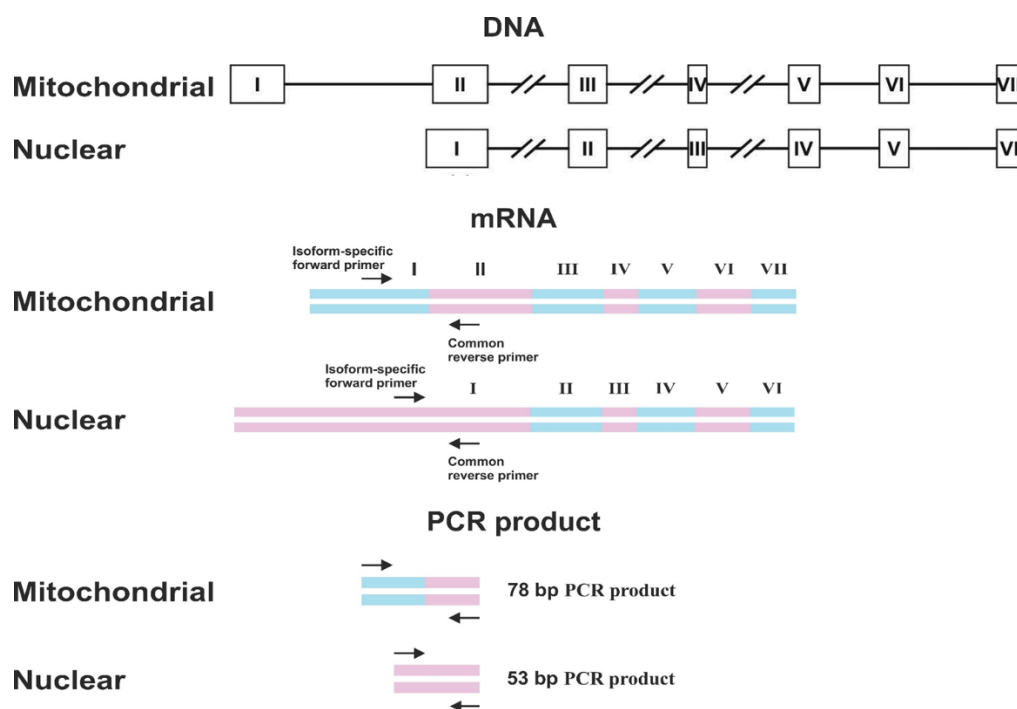 DNA
Mitochondrial
I II III IV V VI VII
Nuclear
I II III IV V VI
mRNA
Isoform-specific
forward primer
I II III IV V VI VII
Mitochondrial
Common
reverse primer
Isoform-specific
forward primer
I II III IV V VI
Nuclear
Common
reverse primer
PCR product
Mitochondrial
78 bp PCR product
Nuclear
53 bp PCR product